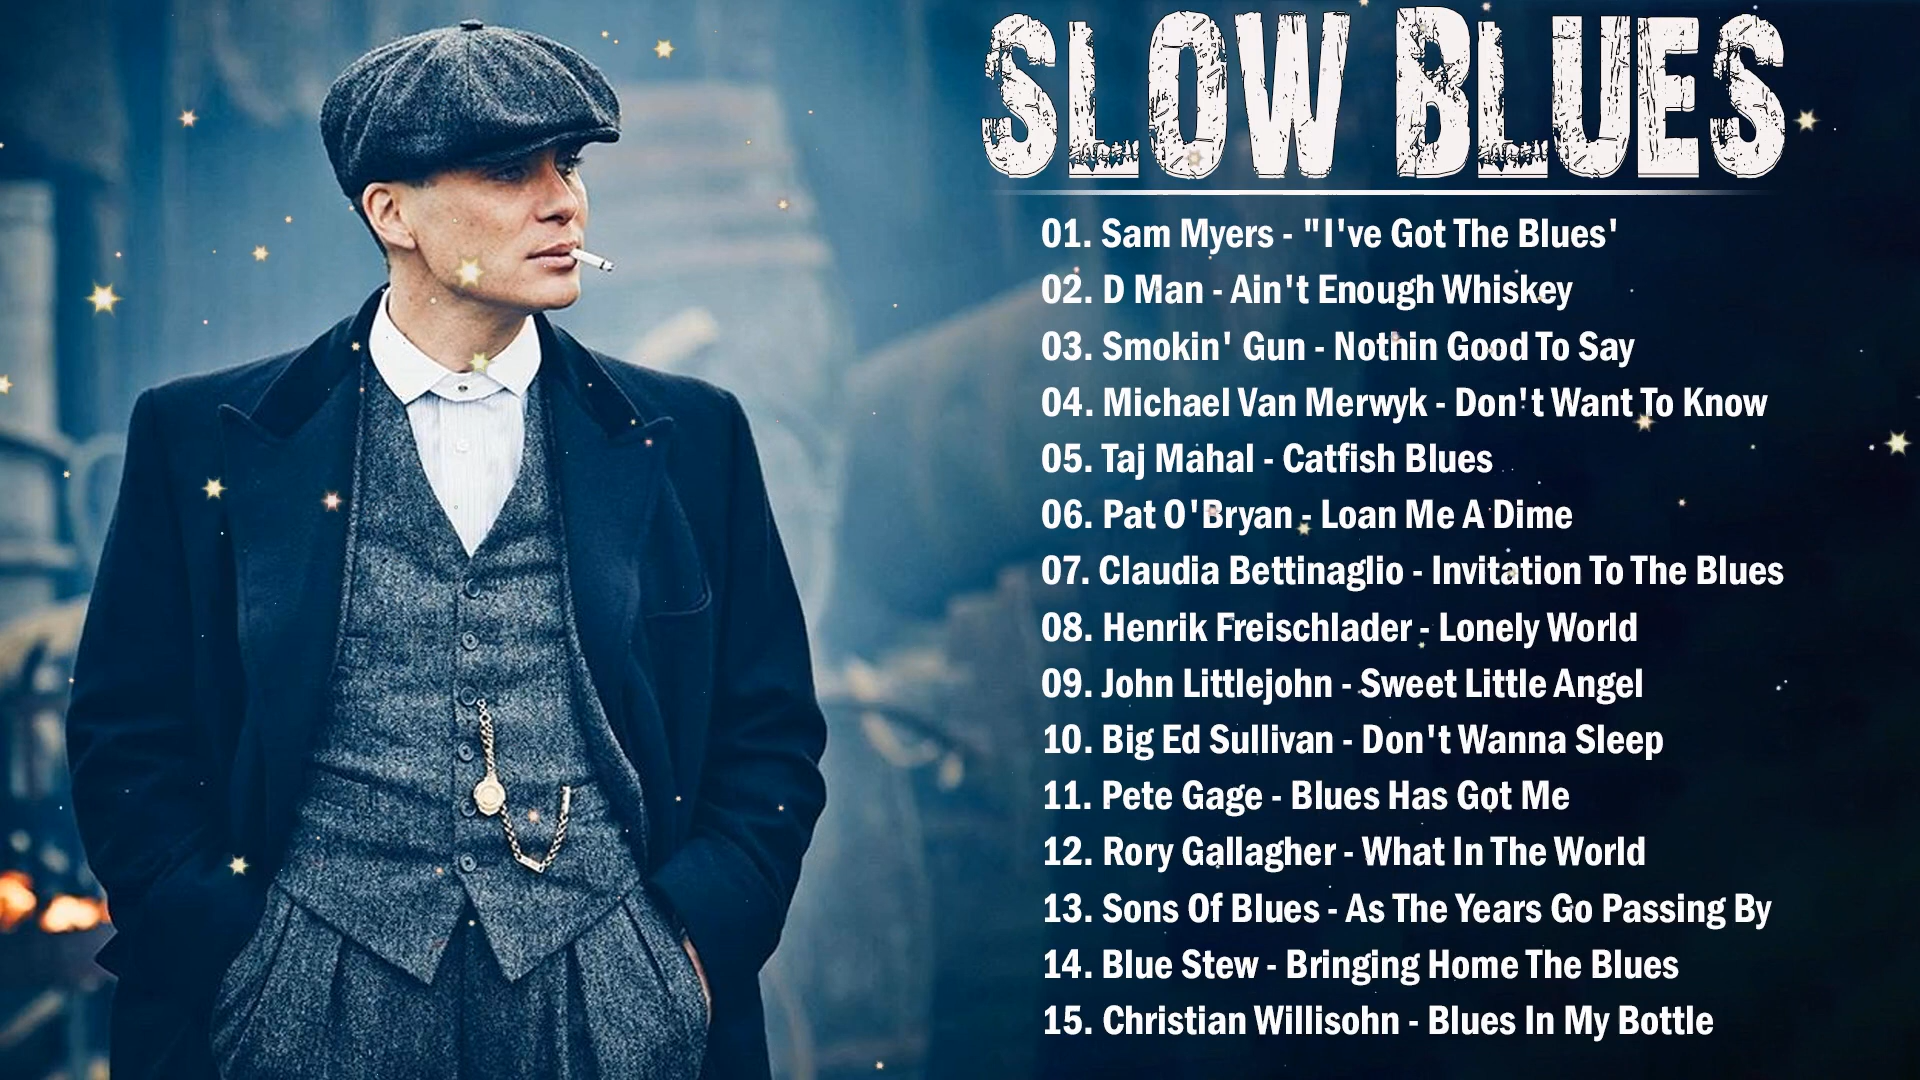 SLOW BLUES
01. Sam Myers - "I've Got The Blues'
02. D Man - Ain't Enough Whiskey
03. Smokin' Gun - Nothin Good To Say
04. Michael Van Merwyk - Don't Want To Know
05. Taj Mahal - Catfish Blues
06. Pat O'Bryan - Loan Me A Dime
07. Claudia Bettinaglio - Invitation To The Blues
08. Henrik Freischlader - Lonely World
09. John Littlejohn - Sweet Little Angel
10. Big Ed Sullivan - Don't Wanna Sleep
11. Pete Gage - Blues Has Got Me
12. Rory Gallagher - What In The World
13. Sons Of Blues - As The Years Go Passing By
14. Blue Stew - Bringing Home The Blues
15. Christian Willisohn - Blues In My Bottle